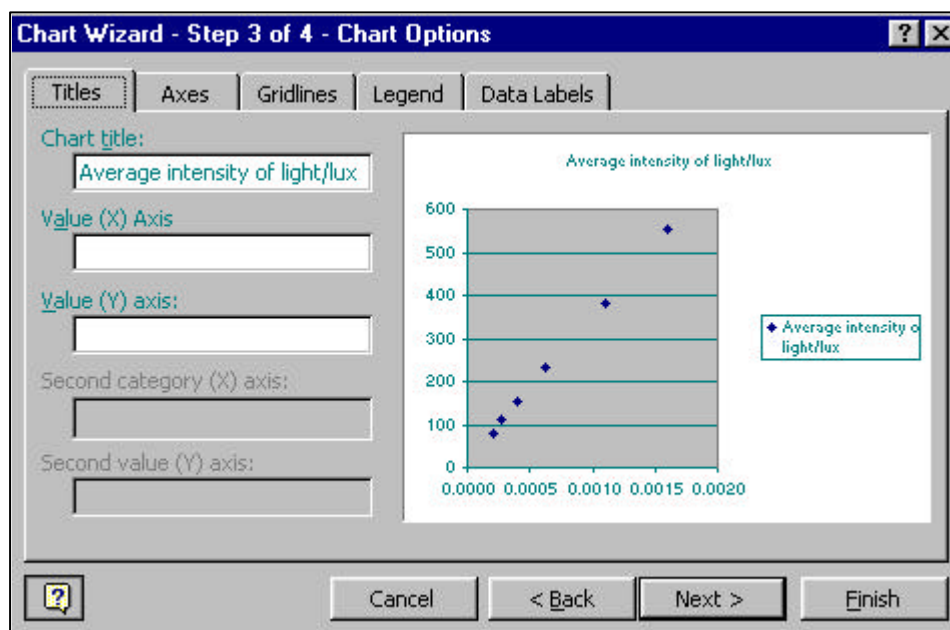 Chart Wizard - Step 3 of 4 - Chart Options
Titles
Axes
Gridlines
Legend
Data Labels
Chart title:
Average intensity of light/lux
Value (X) Axis
Value (Y) axis:
Second category (X) axis:
Second value (Y) axis:
Average intensity of light/lux
600
500
400
300
200
100
0
0.0000 0.0005 0.0010 0.0015 0.0020
Average intensity o
light/lux
Cancel
< Back
Next >
Finish